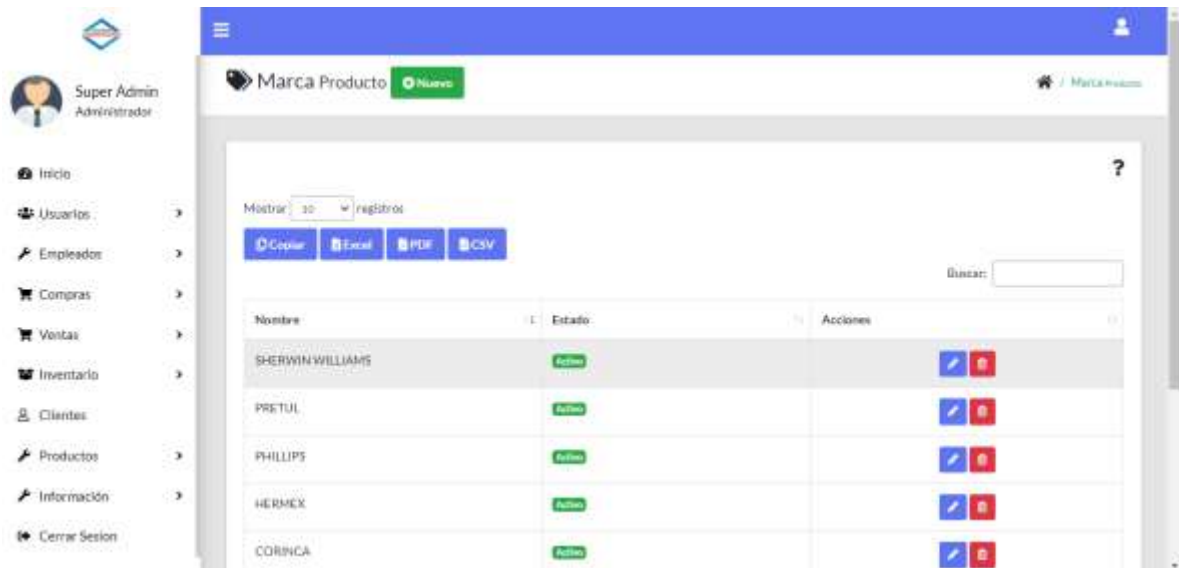 Super Admin
Administrador
Inicio
Usuarios
Empleados
Compras
Ventas
Inventario
Clientes
Productos
Información
Cerrar Sesion
Marca Producto Nuevo
/ Marca Producto
?
Mostrar 10 registros
Copiar Excel PDF CSV
Buscar:
Nombre Estado Acciones
SHERWIN WILLIAMS Activo
PRETUL Activo
PHILLIPS Activo
HERMEX Activo
CORINCA Activo